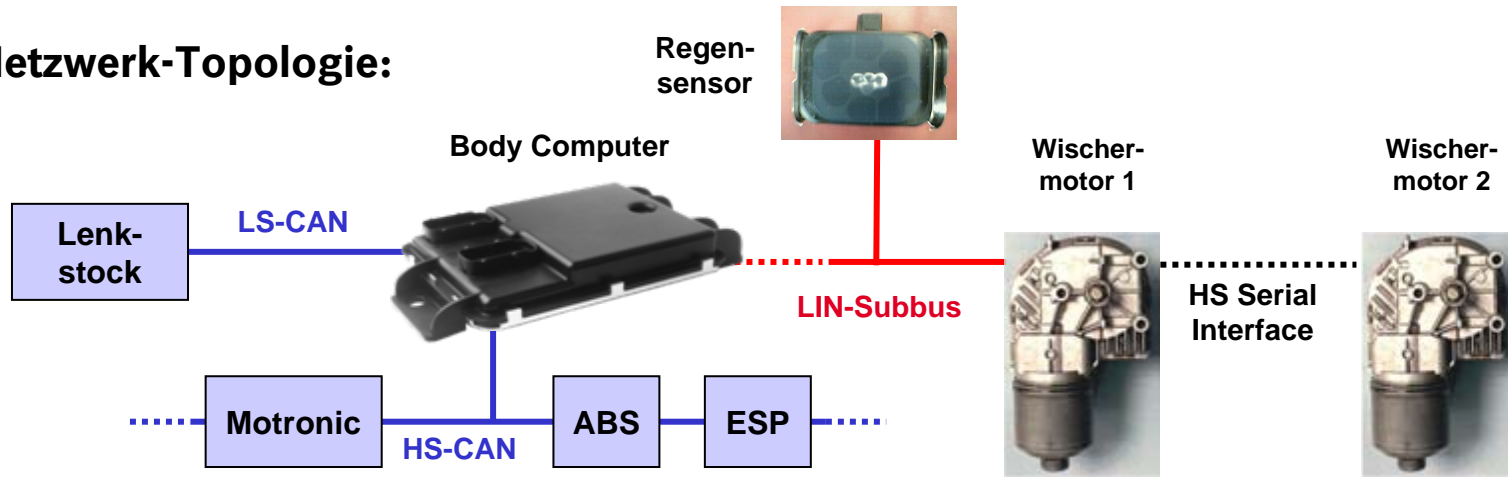 Netzwerk-Topologie:
Regen-
sensor
Body Computer
Wischer-
motor 1
Wischer-
motor 2
Lenk-
stock
LS-CAN
LIN-Subbus
HS Serial
Interface
Motronic
HS-CAN
ABS
ESP